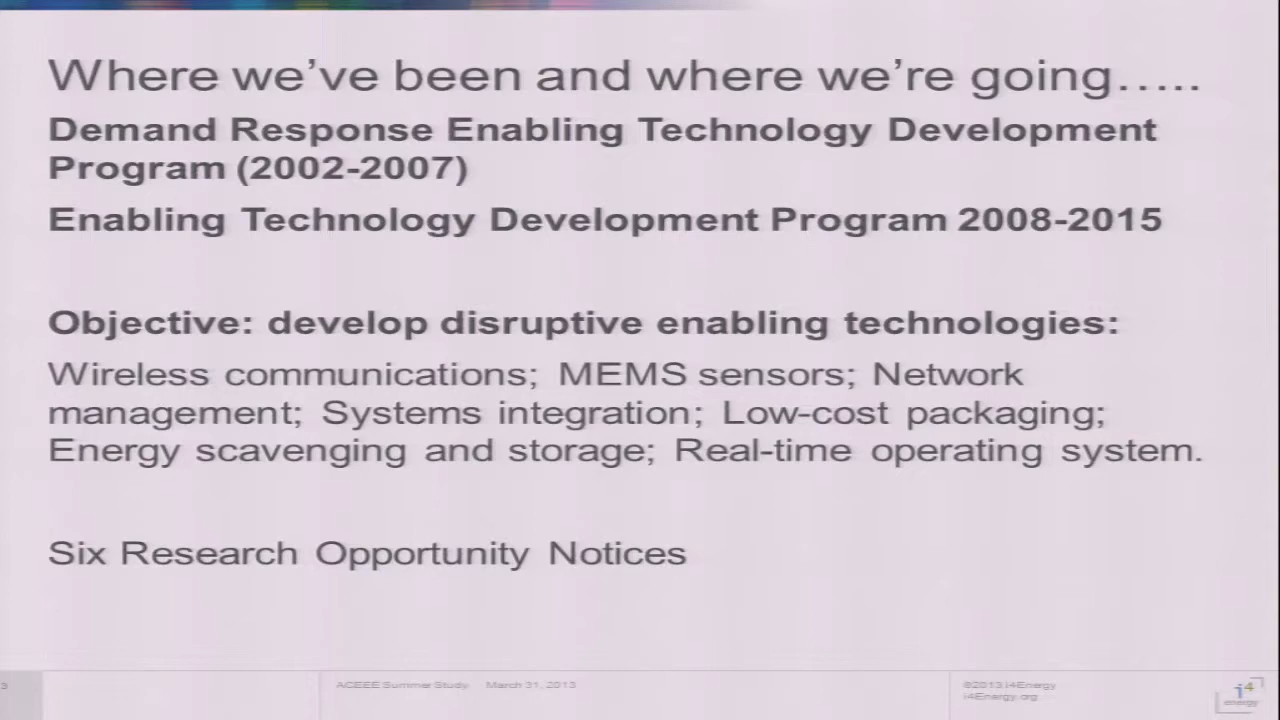 Where we've been and where we're going.....
Demand Response Enabling Technology Development
Program (2002-2007)
Enabling Technology Development Program 2008-2015
Objective: develop disruptive enabling technologies:
Wireless communications; MEMS sensors; Network
management; Systems integration; Low-cost packaging;
Energy scavenging and storage; Real-time operating system.
Six Research Opportunity Notices
3
ACEEE Summer Study March 31, 2013
©2013 i4Energy
i4Energy.org
i4
energy